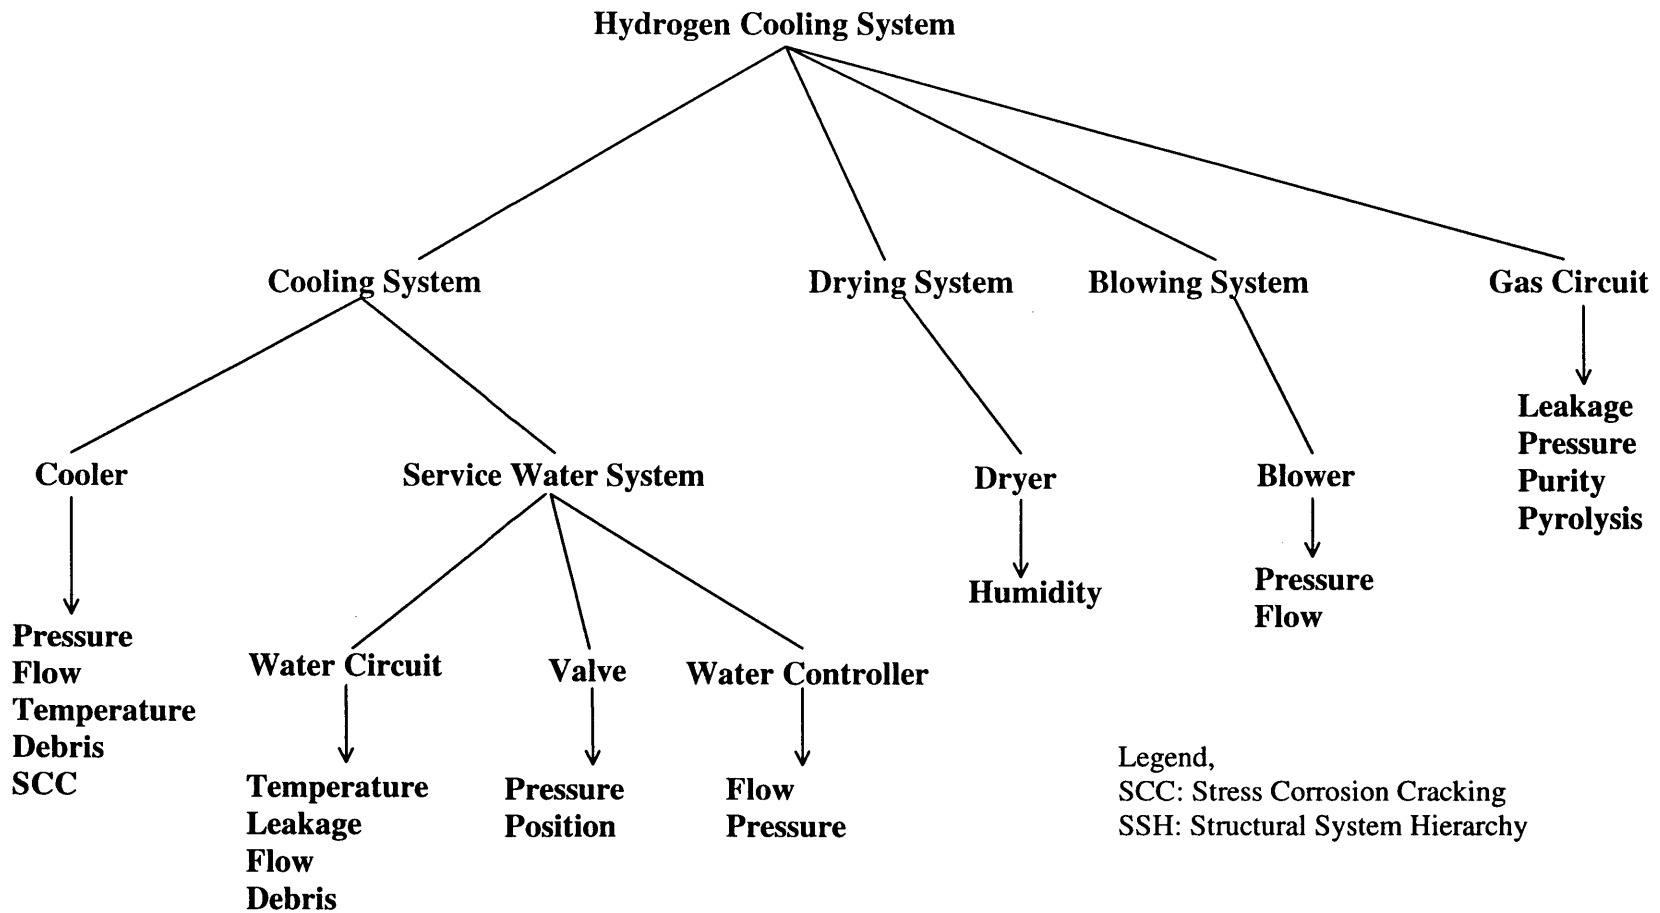 Hydrogen Cooling System
Cooling System
Drying System
Blowing System
Gas Circuit
Leakage
Pressure
Purity
Pyrolysis
Cooler
Service Water System
Dryer
Blower
Humidity
Pressure
Flow
Pressure
Flow
Temperature
Debris
SCC
Water Circuit
Valve
Water Controller
Temperature
Leakage
Flow
Debris
Pressure
Position
Flow
Pressure
Legend,
SCC: Stress Corrosion Cracking
SSH: Structural System Hierarchy